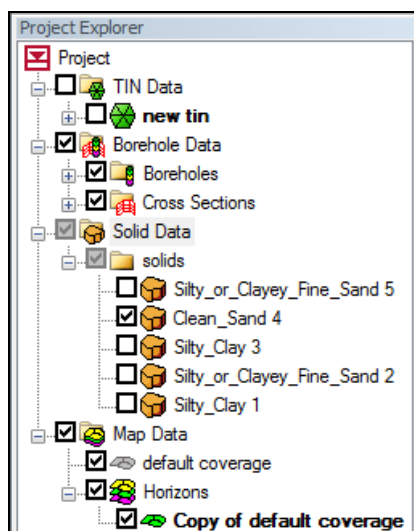 Project Explorer
Project
TIN Data
new tin
Borehole Data
Boreholes
Cross Sections
Solid Data
solids
Silty_or_Clayey_Fine_Sand 5
Clean_Sand 4
Silty_Clay 3
Silty_or_Clayey_Fine_Sand 2
Silty_Clay 1
Map Data
default coverage
Horizons
Copy of default coverage